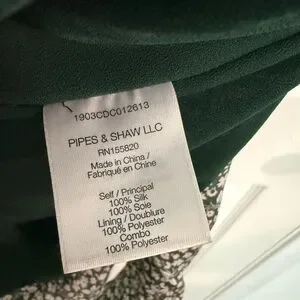 1903CDC012613
PIPES & SHAW LLC
RN155820
Made in China /
Fabriqué en Chine
Self / Principal
100% Silk
100% Soie
Lining / Doublure
100% Polyester
Combo
100% Polyester